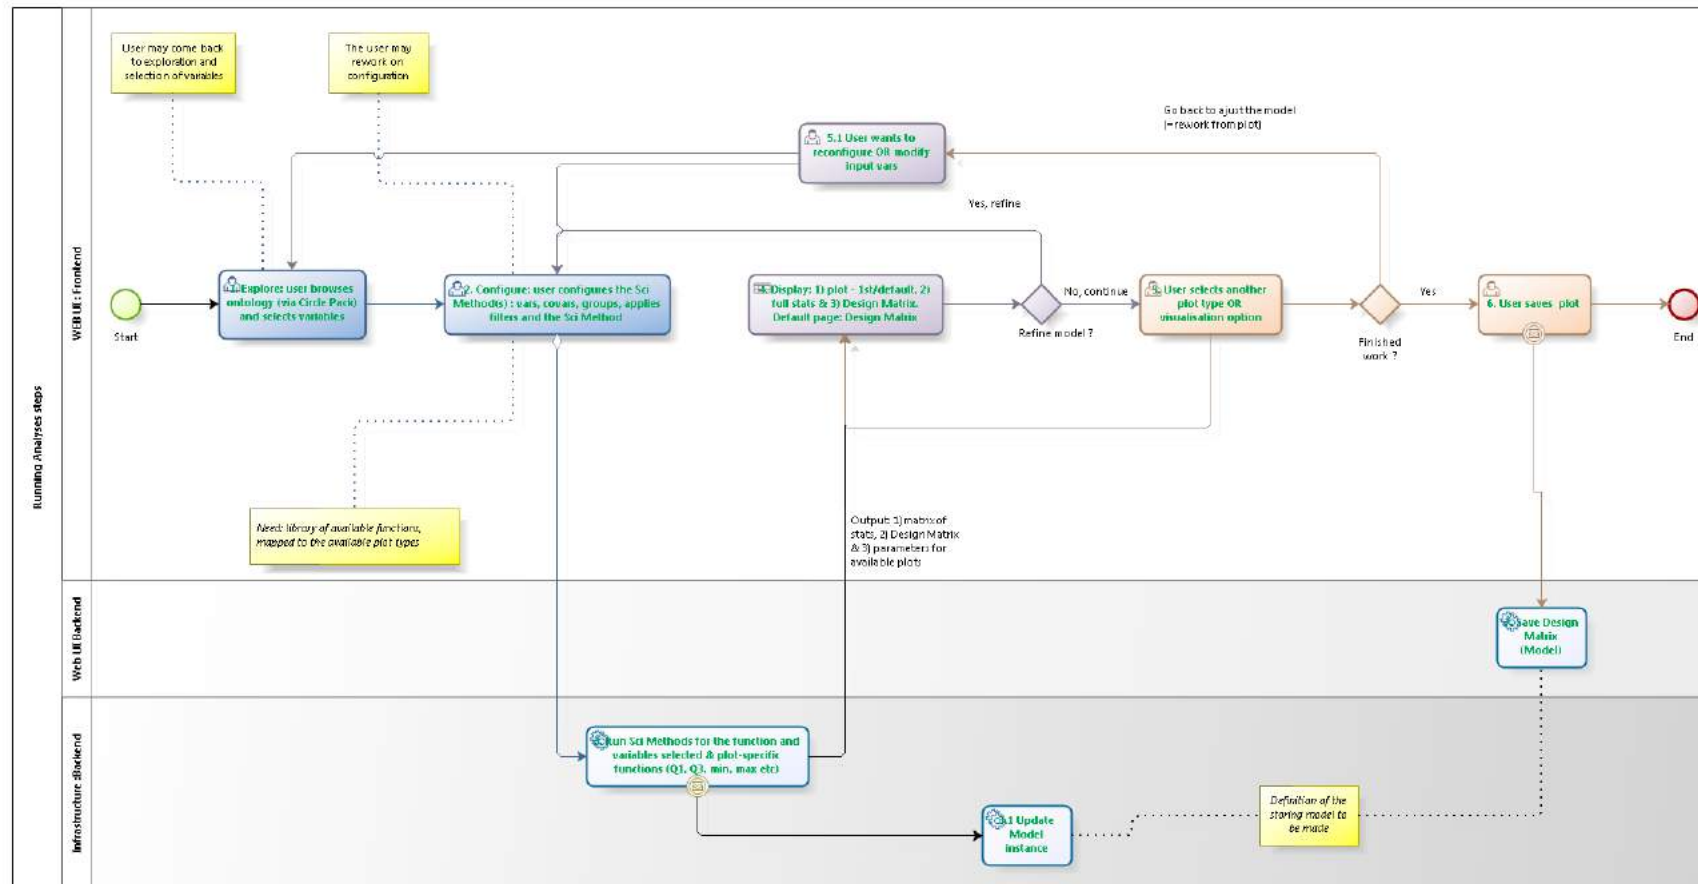 User may come back
to exploration and
selection of variables
The user may
rework on
configuration
Go back to ajust the model
(=rework from plot)
5.1 User wants to
reconfigure OR modify
input vars
Yes, refine
Explore: user browses
ontology (via Circle Pack)
and selects variables
2. Configure: user configures the Sci
Method(s) : vars, covars, groups, applies
filters and the Sci Method
Display: 1) plot - 1st/default, 2)
full stats & 3) Design Matrix.
Default page: Design Matrix
No, continue
Refine model ?
User selects another
plot type OR
visualisation option
Yes
Finished
work ?
6. User saves plot
Start
End
Need: library of available functions,
mapped to the available plot types
Output: 1) matrix of
stats, 2) Design Matrix
& 3) parameters for
available plots
Save Design
Matrix
(Model)
Run Sci Methods for the function and
variables selected & plot-specific
functions (Q1, Q3, min, max etc)
.1 Update
Model
instance
Definition of the
storing model to
be made
Running Analyses steps
WEB UI : Frontend
Web UI Backend
Infrastructure :Backend